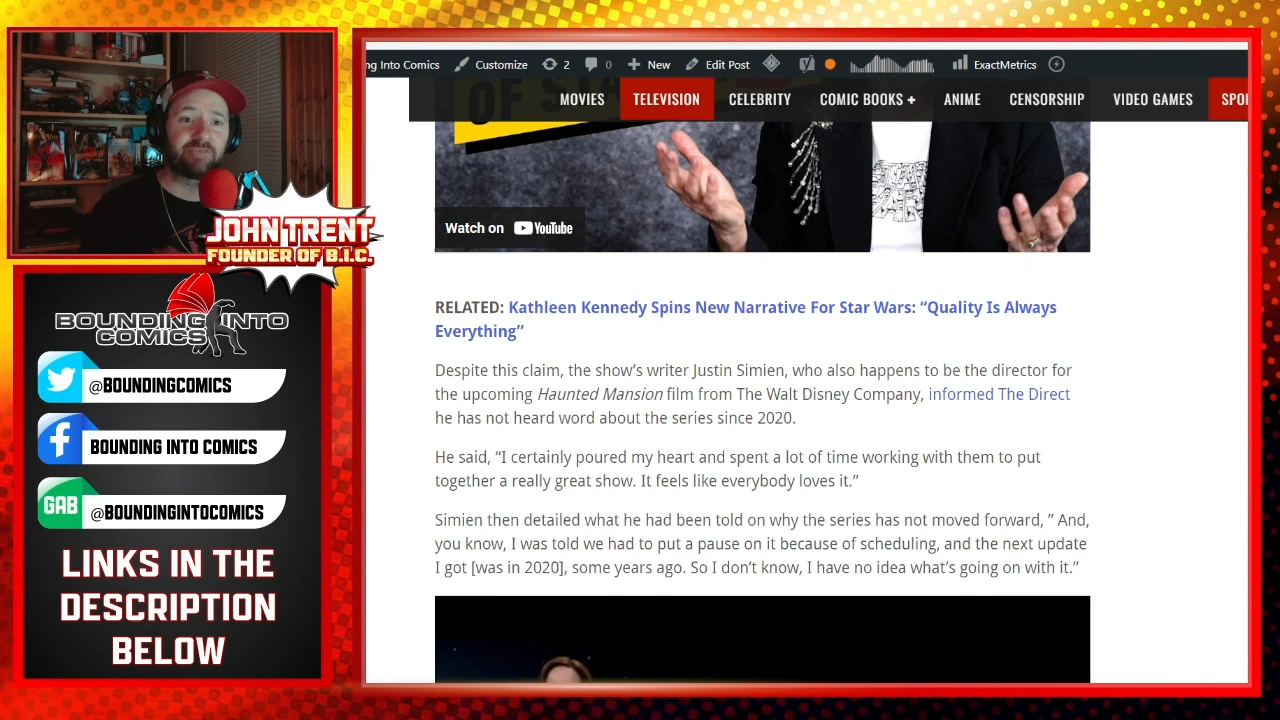 JOHN TRENT
FOUNDER OF B.I.C.
BOUNDING INTO
COMICS
@BOUNDINGCOMICS
BOUNDING INTO COMICS
GAB
@BOUNDINGINTOCOMICS
LINKS IN THE
DESCRIPTION
BELOW
ng Into Comics Customize 2 0 New Edit Post ExactMetrics
MOVIES TELEVISION CELEBRITY COMIC BOOKS + ANIME CENSORSHIP VIDEO GAMES SPO
OF STA
Watch on YouTube
RELATED: Kathleen Kennedy Spins New Narrative For Star Wars: “Quality Is Always
Everything”
Despite this claim, the show’s writer Justin Simien, who also happens to be the director for
the upcoming Haunted Mansion film from The Walt Disney Company, informed The Direct
he has not heard word about the series since 2020.
He said, “I certainly poured my heart and spent a lot of time working with them to put
together a really great show. It feels like everybody loves it.”
Simien then detailed what he had been told on why the series has not moved forward, ” And,
you know, I was told we had to put a pause on it because of scheduling, and the next update
I got [was in 2020], some years ago. So I don’t know, I have no idea what’s going on with it.”